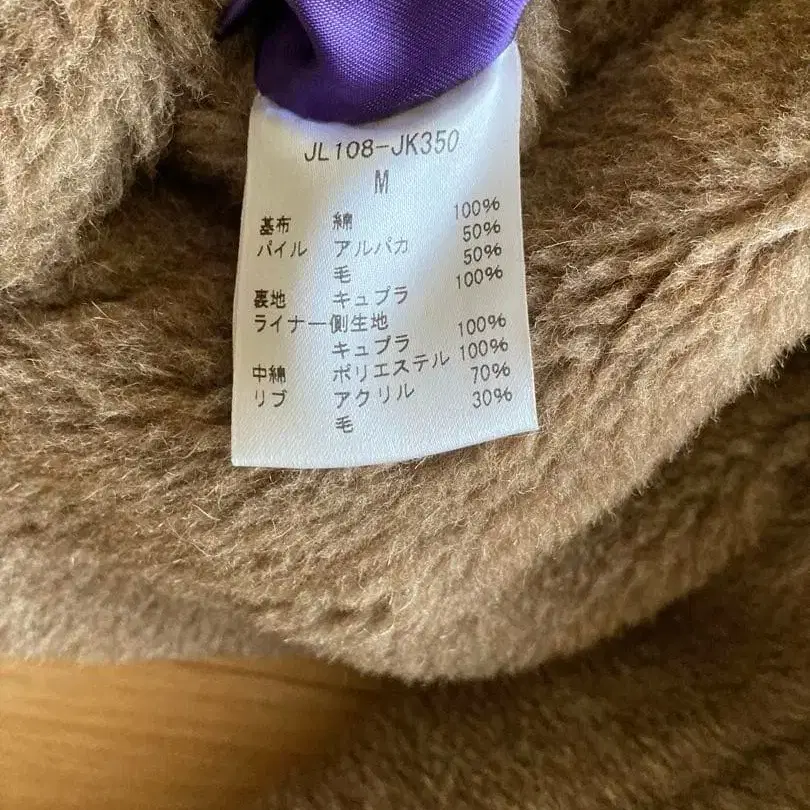 JL108-JK350
M
基布 綿 100%
パイル アルパカ 50%
毛 50%
裏地 キュプラ 100%
ライナー側生地
キュプラ 100%
中綿 ポリエステル 100%
リブ アクリル 70%
毛 30%